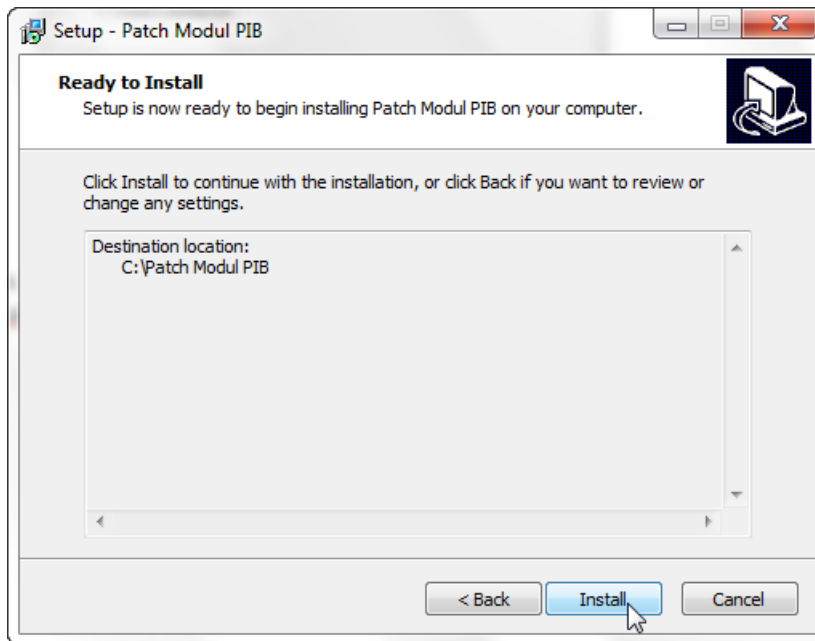 Setup - Patch Modul PIB
Ready to Install
Setup is now ready to begin installing Patch Modul PIB on your computer.
Click Install to continue with the installation, or click Back if you want to review or
change any settings.
Destination location:
C:\Patch Modul PIB
< Back
Install
Cancel